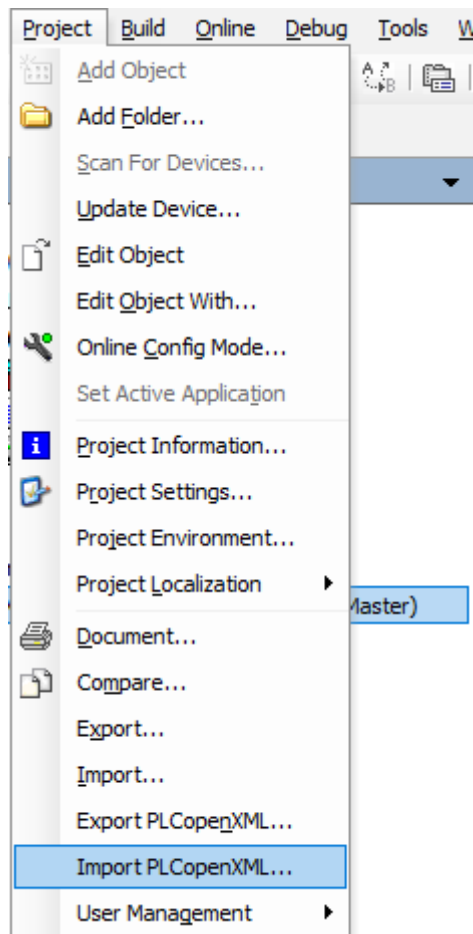 Project Build Online Debug Tools W
Add Object
Add Folder...
Scan For Devices...
Update Device...
Edit Object
Edit Object With...
Online Config Mode...
Set Active Application
Project Information...
Project Settings...
Project Environment...
Project Localization
Master)
Document...
Compare...
Export...
Import...
Export PLCopenXML...
Import PLCopenXML...
User Management